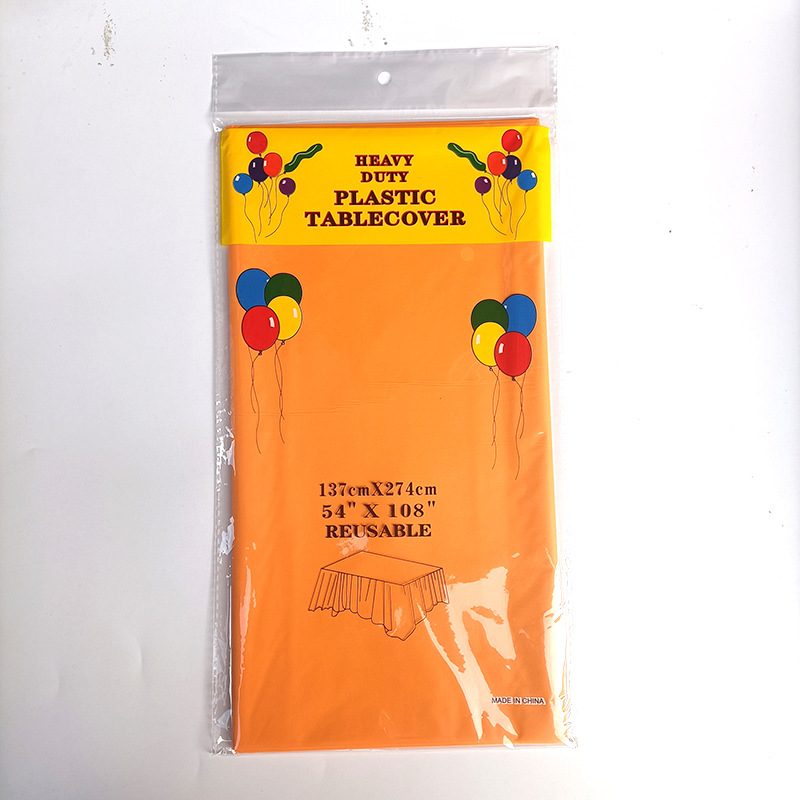 HEAVY
DUTY
PLASTIC
TABLECOVER
137cmX274cm
54" X 108"
REUSABLE
MADE IN CHINA